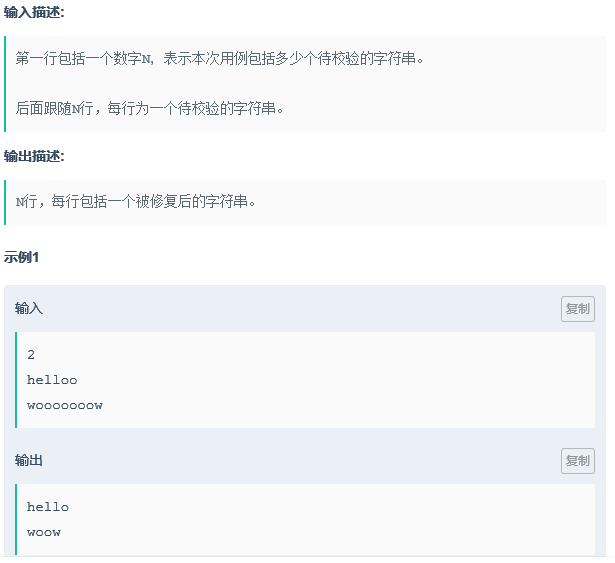 输入描述:
第一行包括一个数字N，表示本次用例包括多少个待校验的字符串。
后面跟随N行，每行为一个待校验的字符串。
输出描述:
N行，每行包括一个被修复后的字符串。
示例1
输入
复制
2
helloo
wooooooow
输出
复制
hello
woow